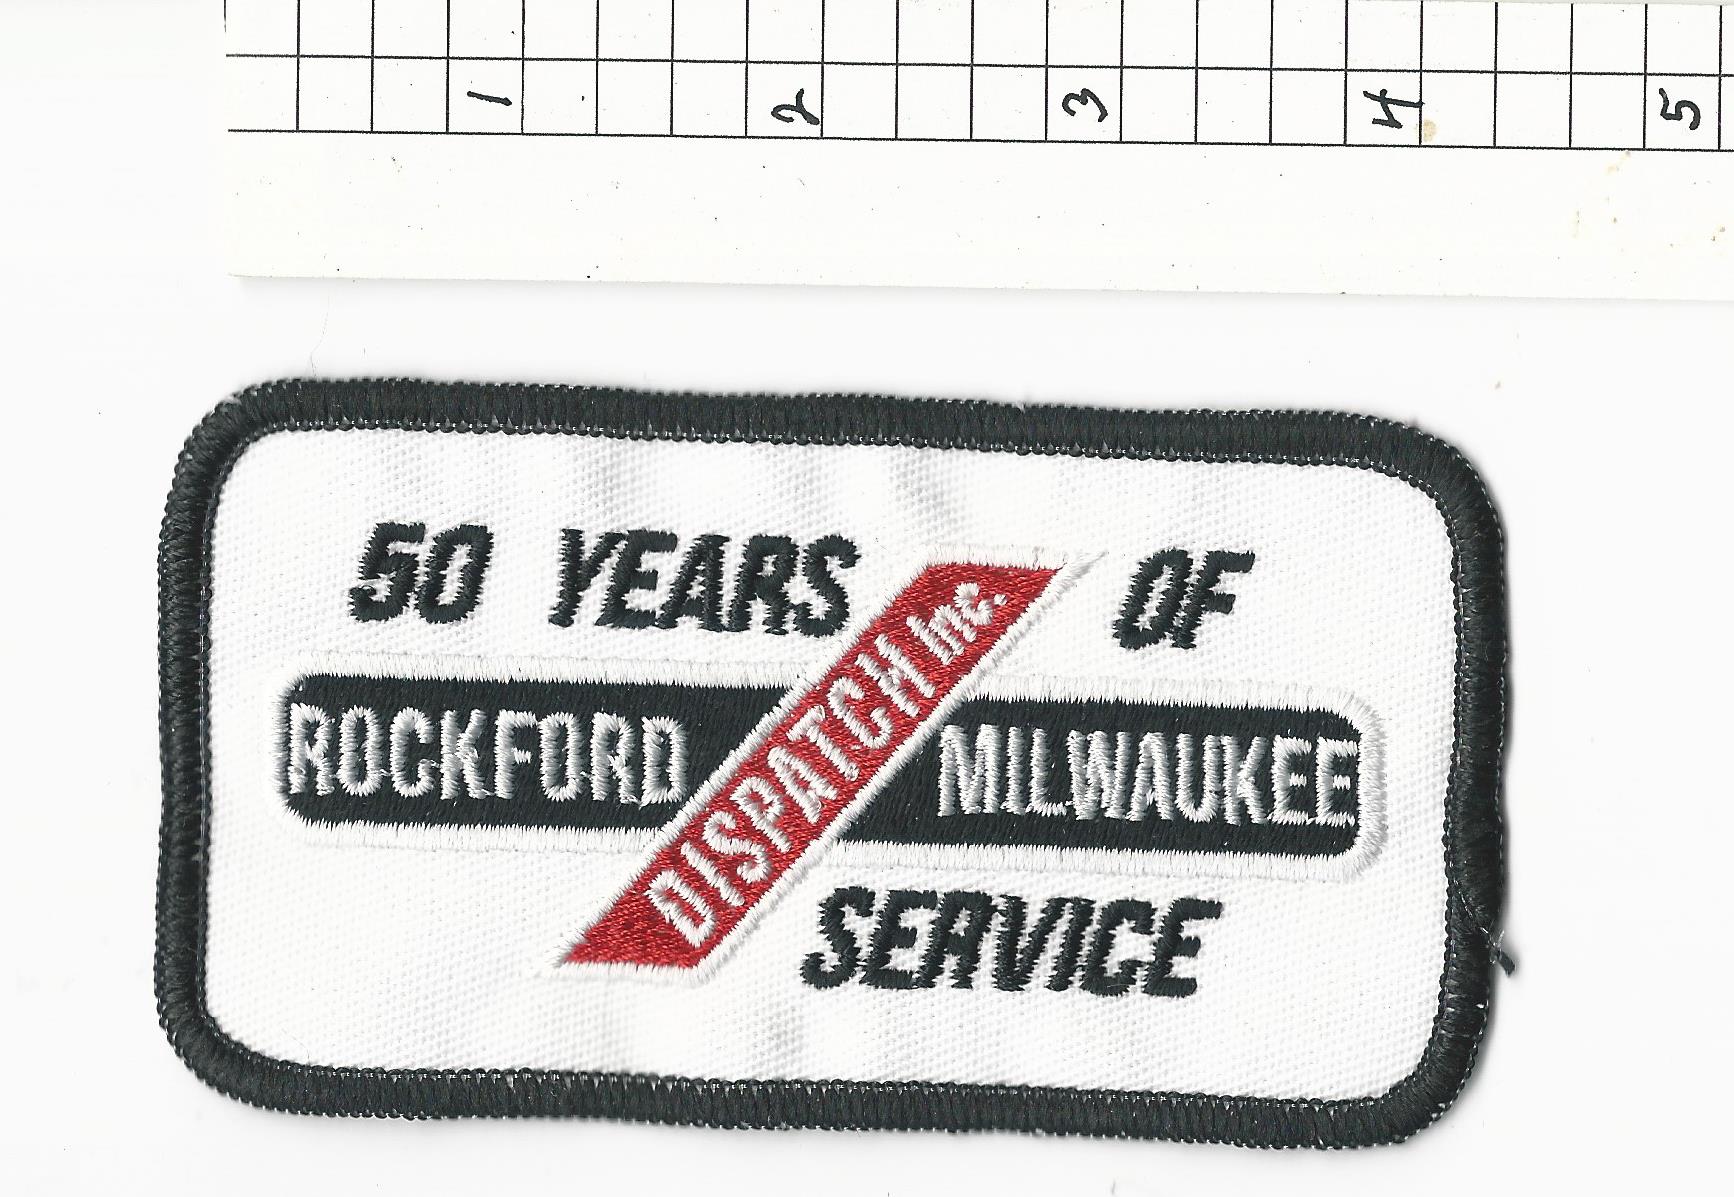 1 2 3 4 5
50 YEARS OF
ROCKFORD MILWAUKEE
DISPATCH Inc.
SERVICE